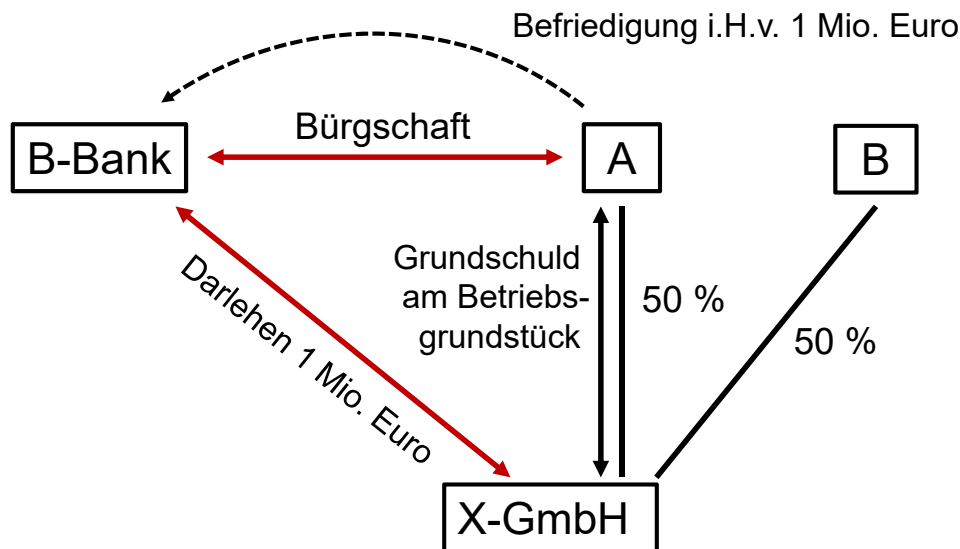 Befriedigung i.H.v. 1 Mio. Euro
B-Bank
Bürgschaft
A
B
Darlehen 1 Mio. Euro
Grundschuld
am Betriebs-
grundstück
50 %
50 %
X-GmbH